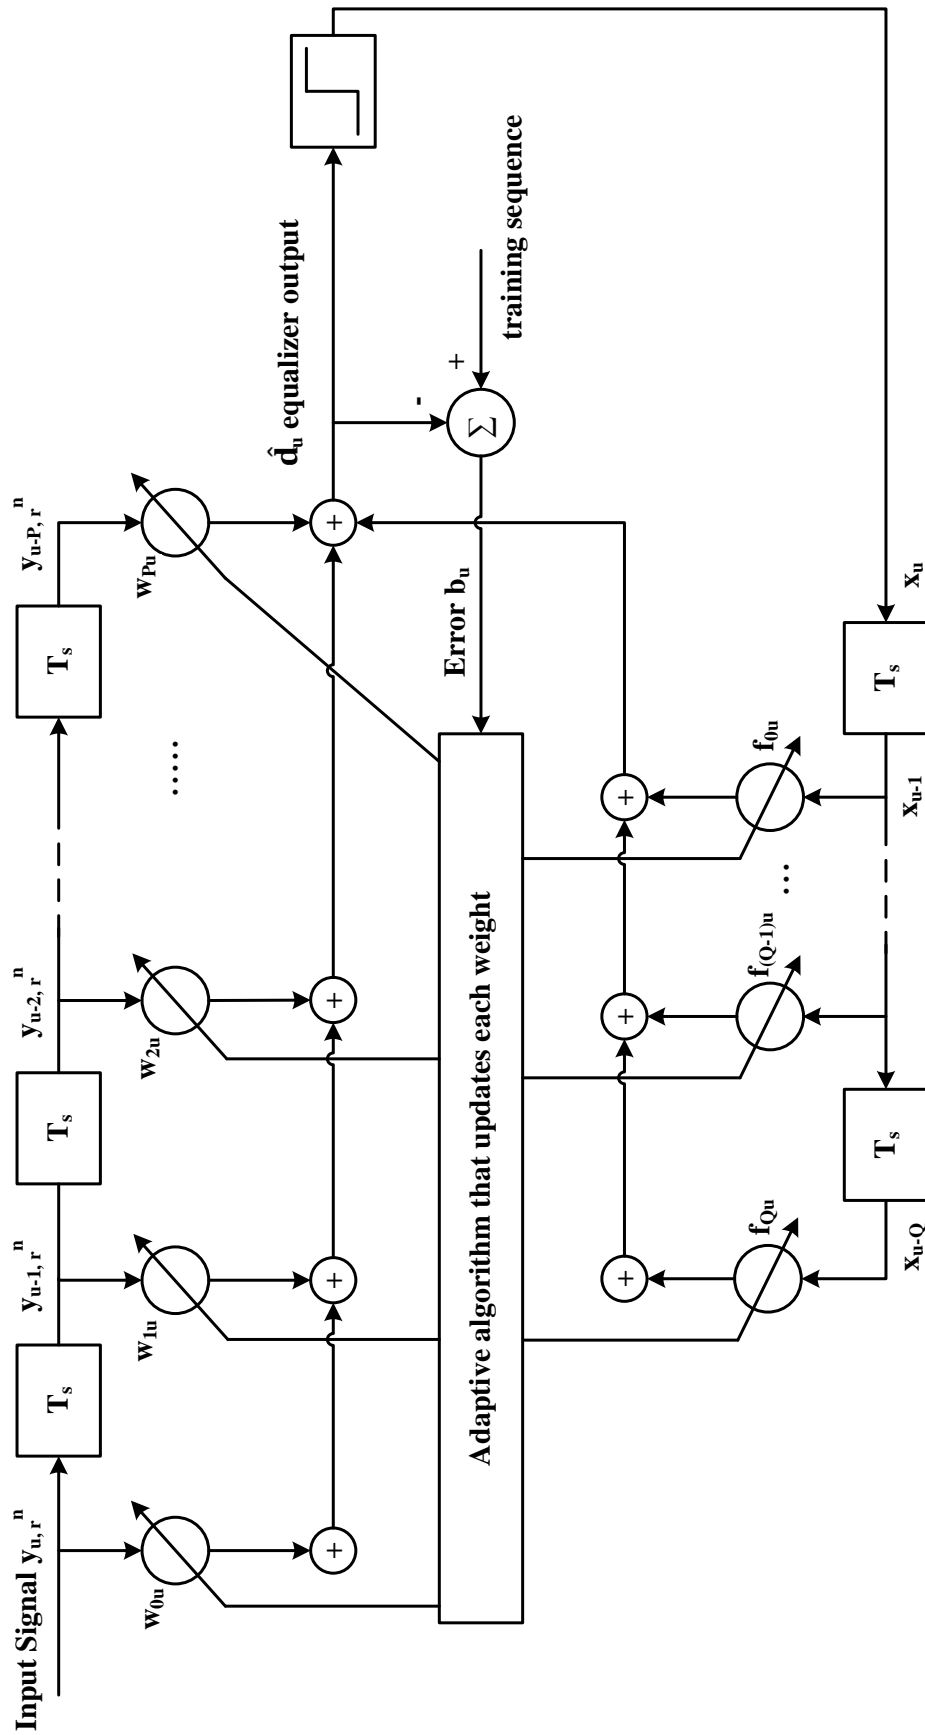 Input Signal y_{u, r}^{n}
y_{u-1, r}^{n}
y_{u-2, r}^{n}
y_{u-P, r}^{n}
T_s
T_s
T_s
w_{0u}
w_{1u}
w_{2u}
.....
w_{Pu}
+
+
+
+
d̂_u equalizer output
-
+
Σ
training sequence
Error b_u
Adaptive algorithm that updates each weight
+
+
+
f_{Qu}
f_{(Q-1)u}
...
f_{0u}
T_s
T_s
x_{u-Q}
x_{u-1}
x_u